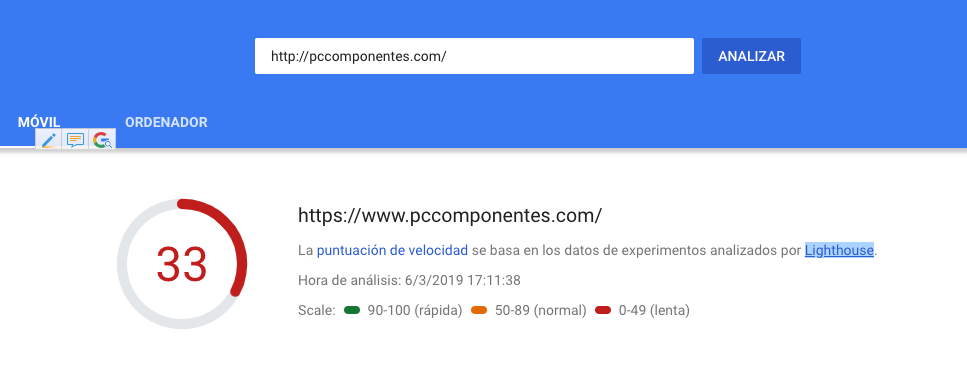 http://pccomponentes.com/
ANALIZAR
MÓVIL
ORDENADOR
33
https://www.pccomponentes.com/
La puntuación de velocidad se basa en los datos de experimentos analizados por Lighthouse.
Hora de análisis: 6/3/2019 17:11:38
Scale: 90-100 (rápida) 50-89 (normal) 0-49 (lenta)